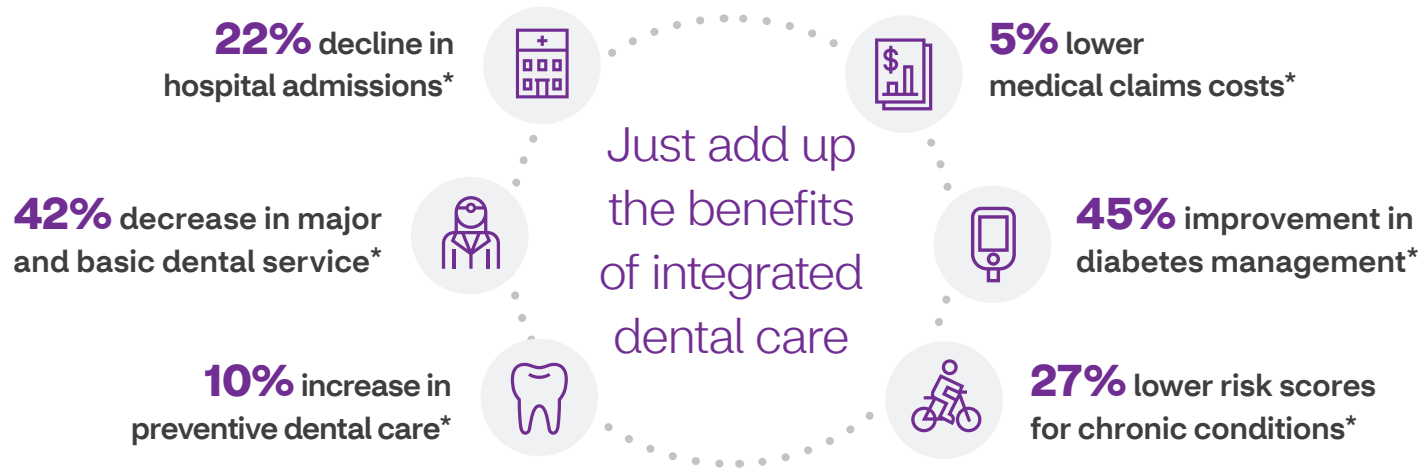 22% decline in
hospital admissions*
5% lower
medical claims costs*
Just add up
the benefits
of integrated
dental care
42% decrease in major
and basic dental service*
45% improvement in
diabetes management*
10% increase in
preventive dental care*
27% lower risk scores
for chronic conditions*